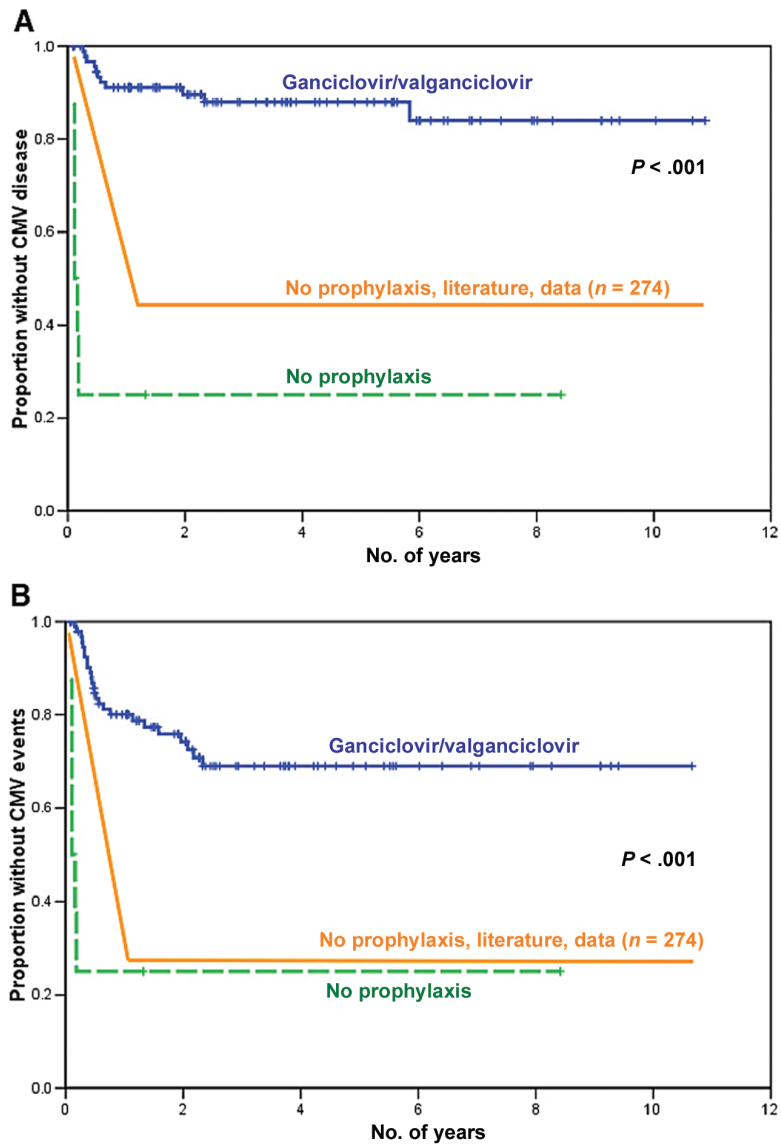 A
Proportion without CMV disease
1.0
0.8
0.6
0.4
0.2
0.0
Ganciclovir/valganciclovir
P < .001
No prophylaxis, literature, data (n = 274)
No prophylaxis
0 2 4 6 8 10 12
No. of years
B
Proportion without CMV events
1.0
0.8
0.6
0.4
0.2
0.0
Ganciclovir/valganciclovir
P < .001
No prophylaxis, literature, data (n = 274)
No prophylaxis
0 2 4 6 8 10 12
No. of years